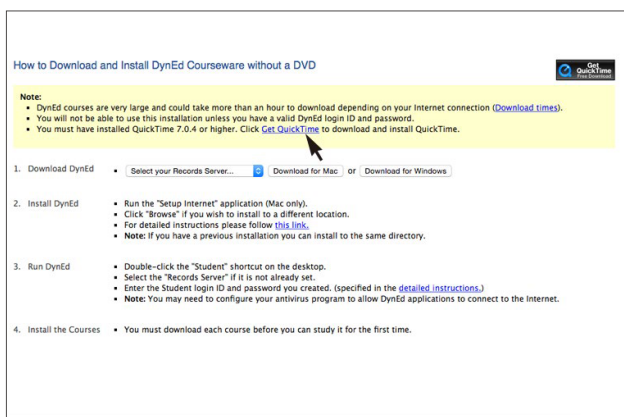 How to Download and Install DynEd Courseware without a DVD
Get
QuickTime
Free Download
Note:
• DynEd courses are very large and could take more than an hour to download depending on your Internet connection (Download times).
• You will not be able to use this installation unless you have a valid DynEd login ID and password.
• You must have installed QuickTime 7.0.4 or higher. Click Get QuickTime to download and install QuickTime.
1. Download DynEd • Select your Records Server... Download for Mac or Download for Windows
2. Install DynEd • Run the "Setup Internet" application (Mac only).
• Click "Browse" if you wish to install to a different location.
• For detailed instructions please follow this link.
• Note: If you have a previous installation you can install to the same directory.
3. Run DynEd • Double-click the "Student" shortcut on the desktop.
• Select the "Records Server" if it is not already set.
• Enter the Student login ID and password you created. (specified in the detailed instructions.)
• Note: You may need to configure your antivirus program to allow DynEd applications to connect to the Internet.
4. Install the Courses • You must download each course before you can study it for the first time.